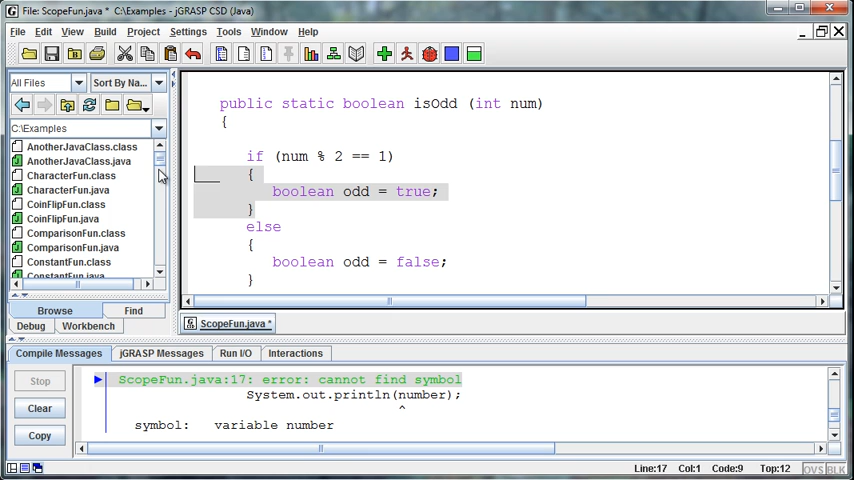 File: ScopeFun.java * C:\Examples - jGRASP CSD (Java)
File Edit View Build Project Settings Tools Window Help
All Files Sort By Na...
C:\Examples
AnotherJavaClass.class
AnotherJavaClass.java
CharacterFun.class
CharacterFun.java
CoinFlipFun.class
CoinFlipFun.java
ComparisonFun.class
ComparisonFun.java
ConstantFun.class
ConstantFun.java
Browse Find
Debug Workbench
public static boolean isOdd (int num)
{
if (num % 2 == 1)
{
boolean odd = true;
}
else
{
boolean odd = false;
}
ScopeFun.java *
Compile Messages jGRASP Messages Run I/O Interactions
Stop
Clear
Copy
ScopeFun.java:17: error: cannot find symbol
System.out.println(number);
^
symbol: variable number
Line:17 Col:1 Code:9 Top:12 OVS BLK